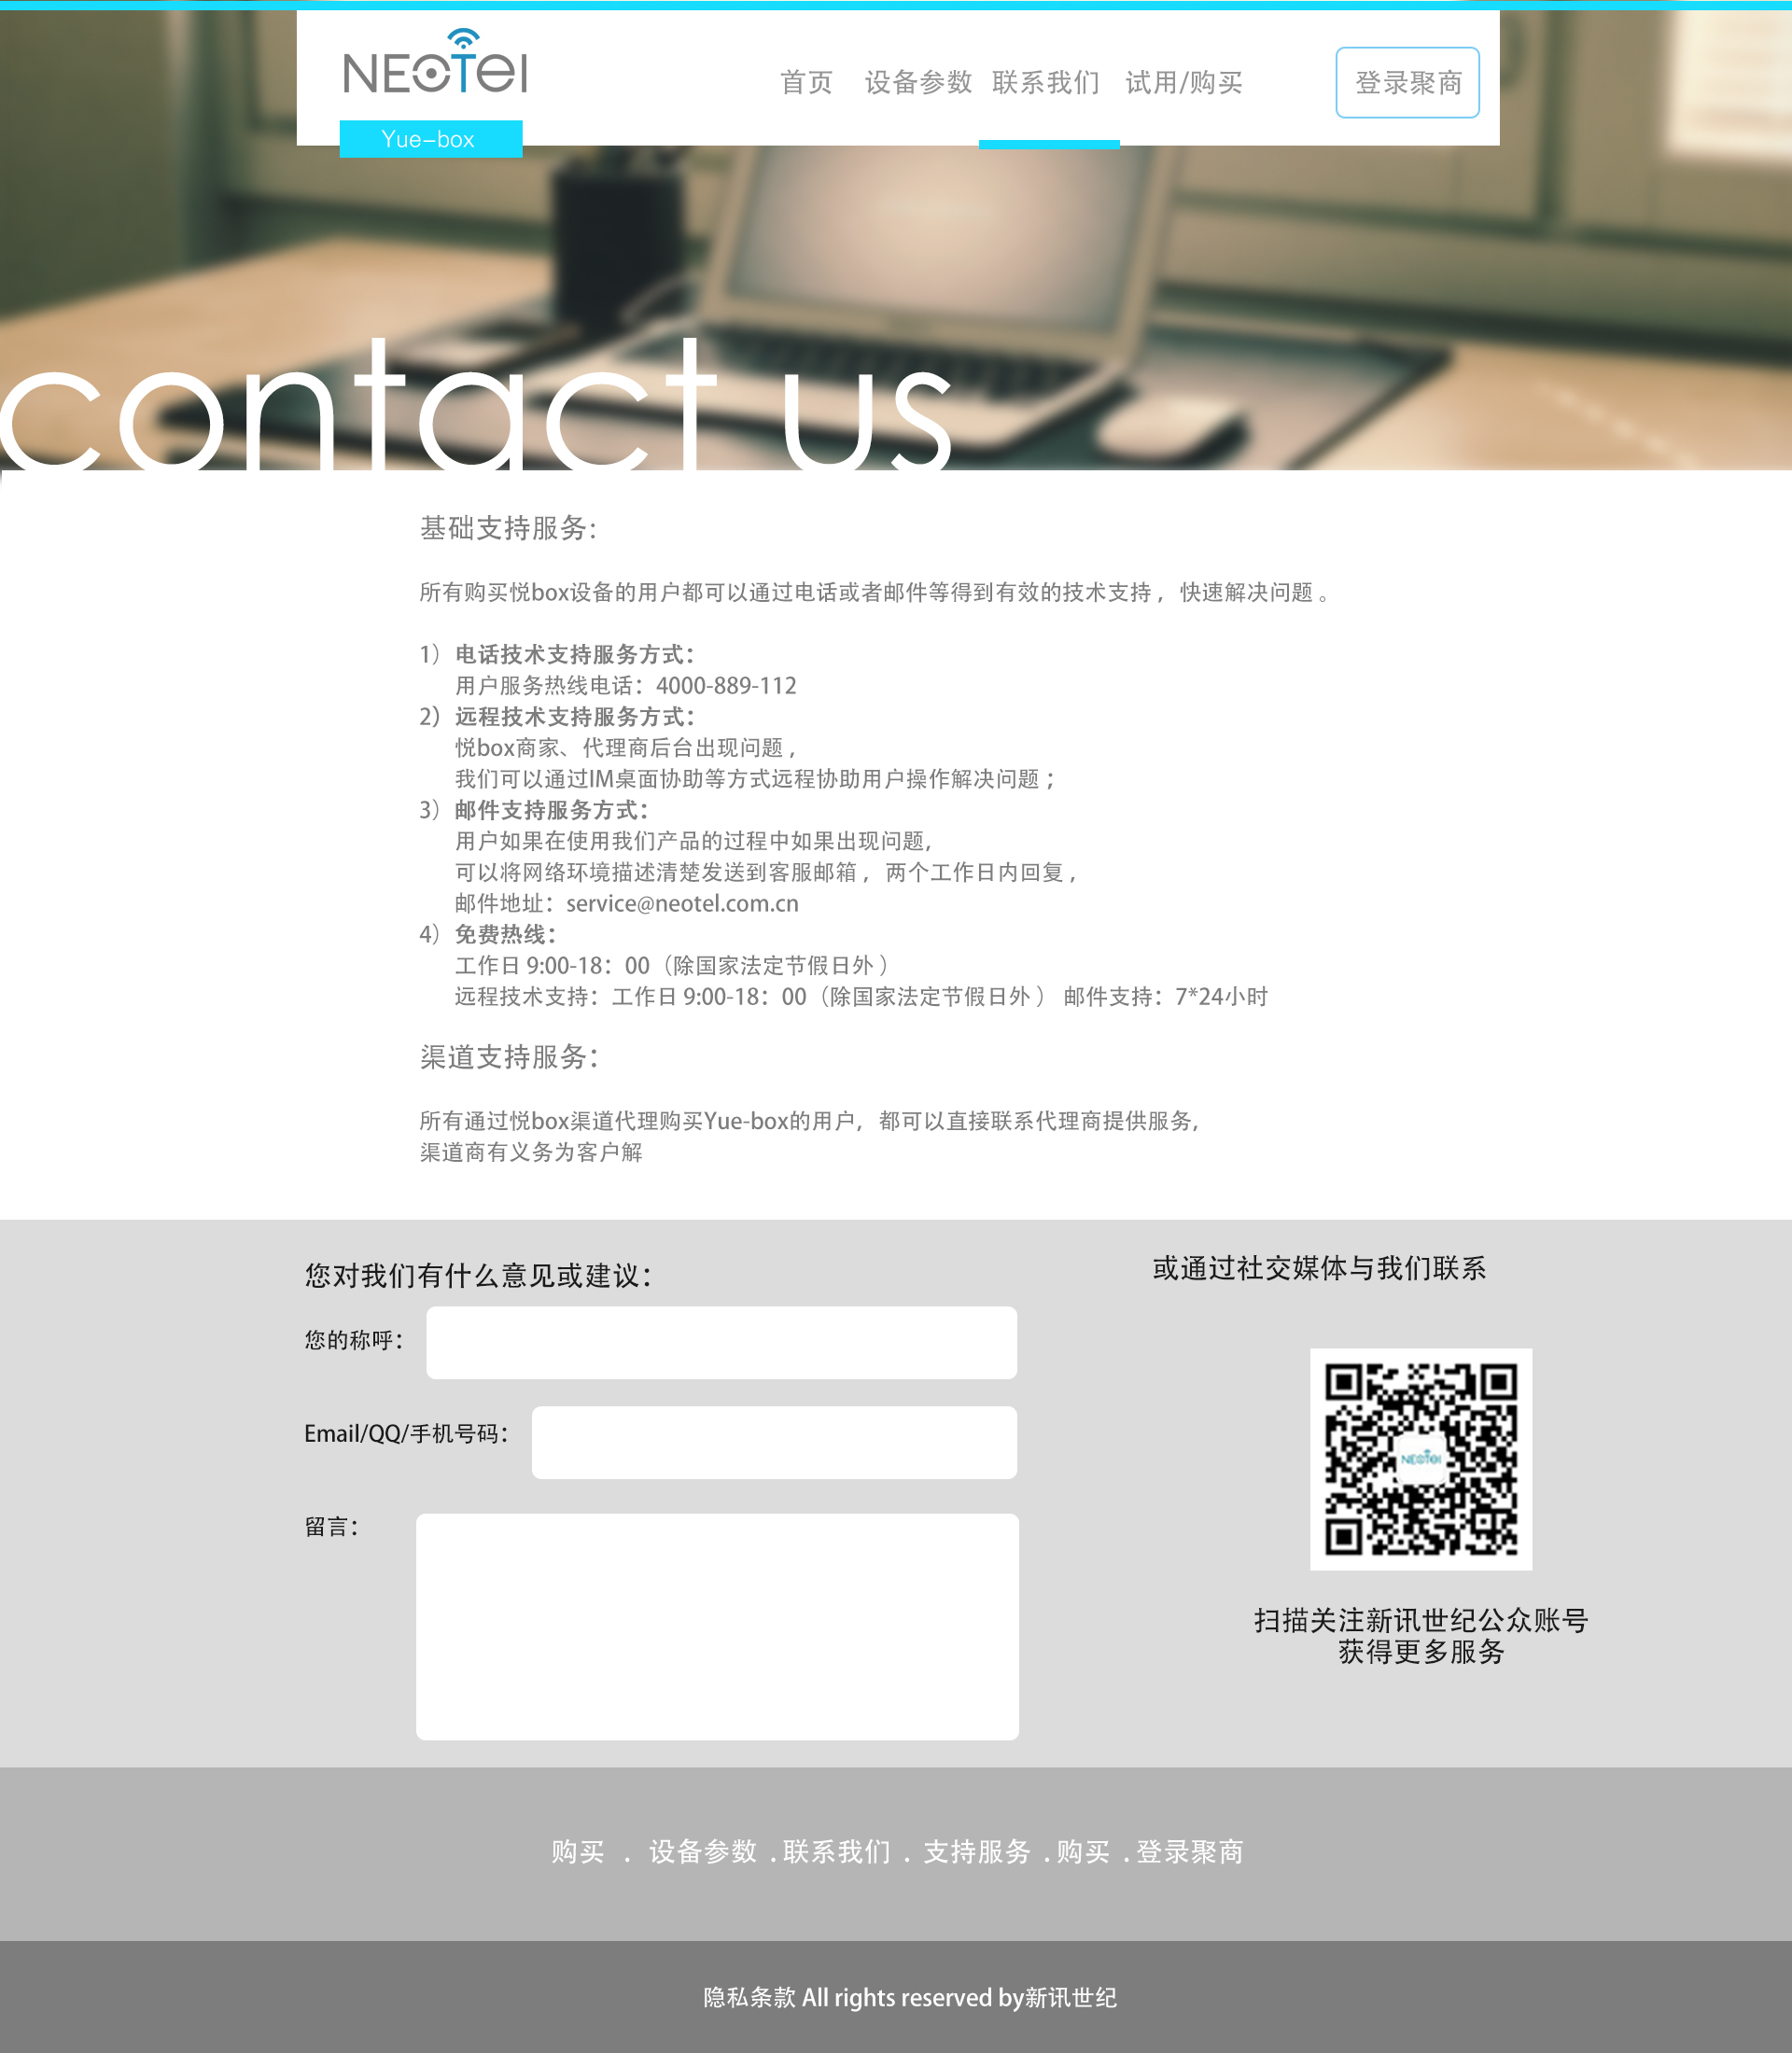 NEOTEl
首页 设备参数 联系我们 试用/购买 登录聚商
Yue-box
contact us
基础支持服务:
所有购买悦box设备的用户都可以通过电话或者邮件等得到有效的技术支持， 快速解决问题 。
1） 电话技术支持服务方式：
用户服务热线电话：4000-889-112
2）远程技术支持服务方式：
悦box商家、代理商后台出现问题，
我们可以通过IM桌面协助等方式远程协助用户操作解决问题；
3）邮件支持服务方式：
用户如果在使用我们产品的过程中如果出现问题,
可以将网络环境描述清楚发送到客服邮箱， 两个工作日内回复，
邮件地址：service@neotel.com.cn
4）免费热线：
工作日 9:00-18：00（除国家法定节假日外 ）
远程技术支持：工作日 9:00-18：00（除国家法定节假日外 ） 邮件支持：7*24小时
渠道支持服务：
所有通过悦box渠道代理购买Yue-box的用户， 都可以直接联系代理商提供服务,
渠道商有义务为客户解
您对我们有什么意见或建议：
您的称呼：
Email/QQ/手机号码：
留言：
或通过社交媒体与我们联系
NEOTEl
扫描关注新讯世纪公众账号
获得更多服务
购买 . 设备参数 . 联系我们 . 支持服务 . 购买 . 登录聚商
隐私条款 All rights reserved by新讯世纪